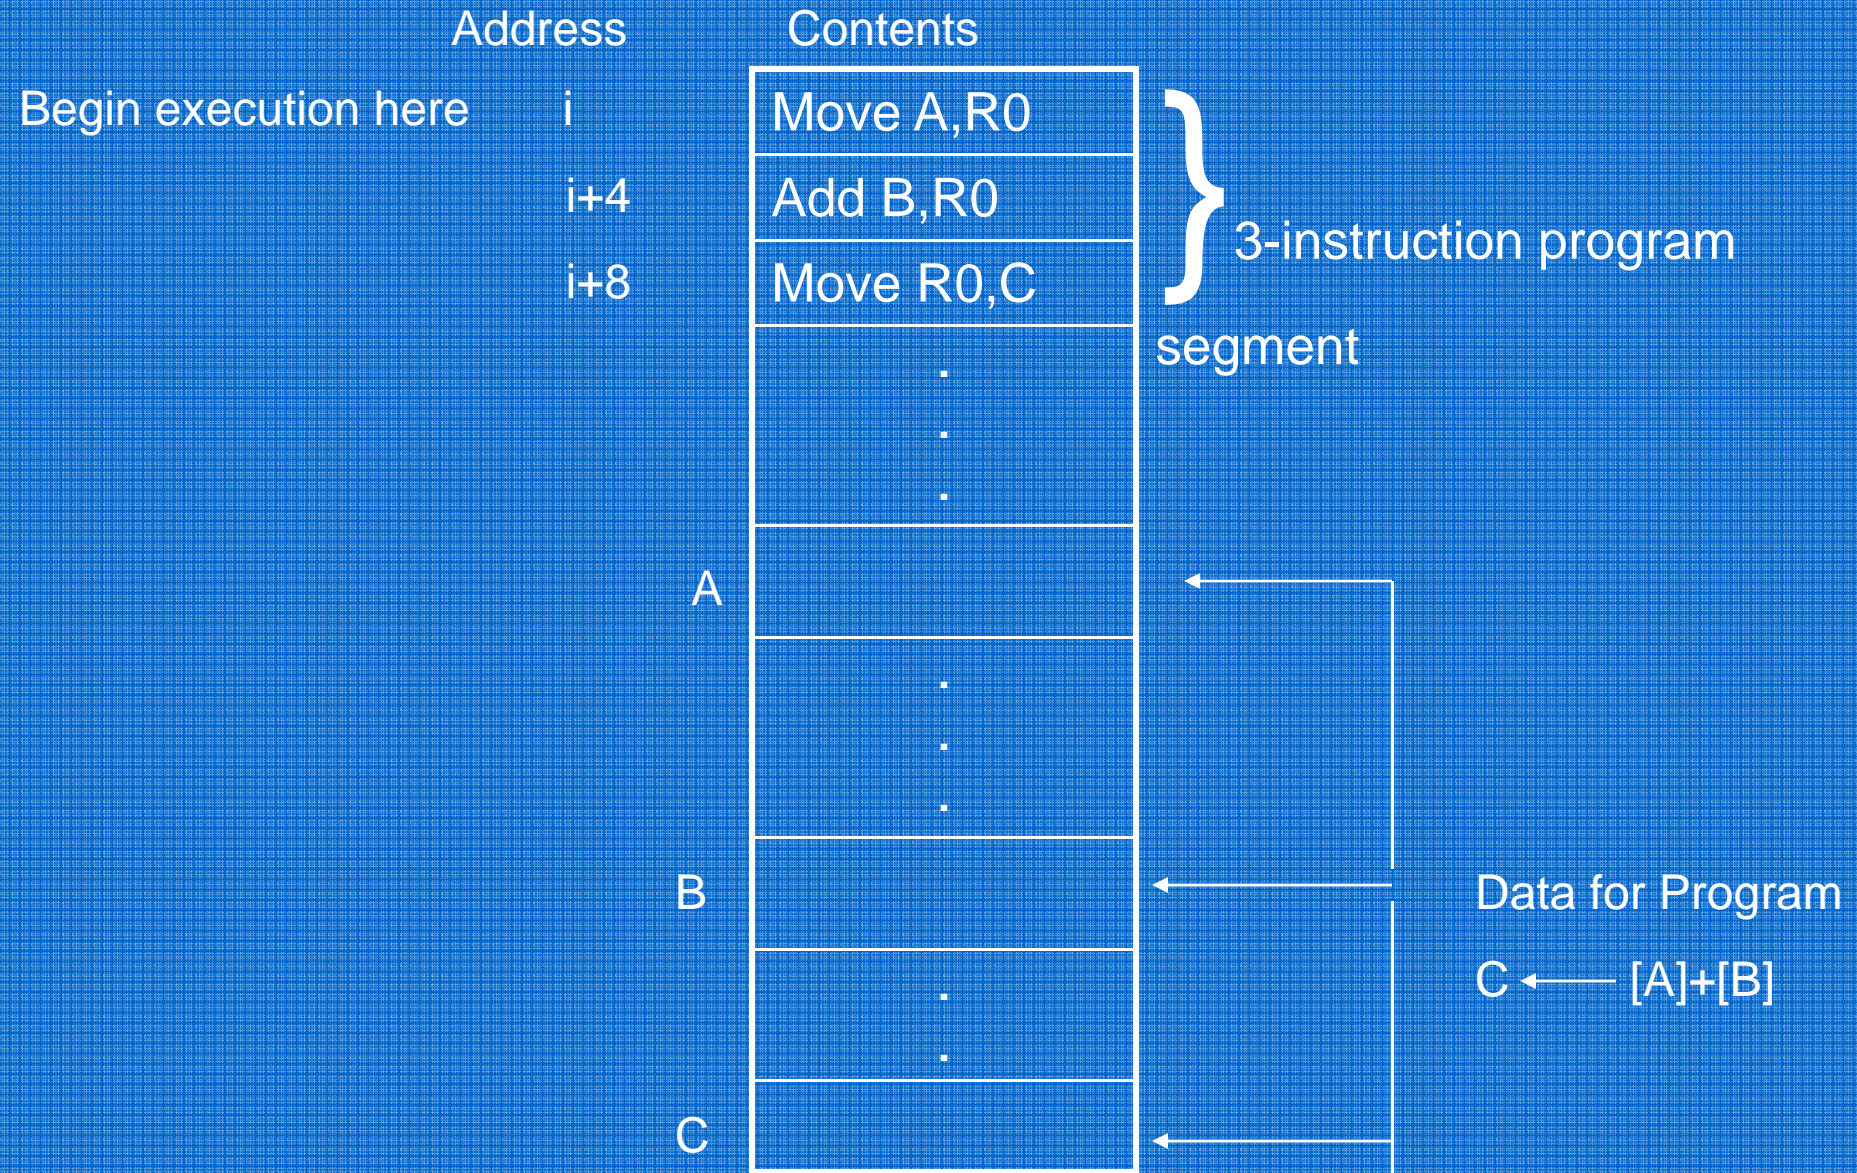 Address Contents
Begin execution here i Move A,R0
i+4 Add B,R0
i+8 Move R0,C
3-instruction program
segment
.
.
.
A
.
.
.
B
Data for Program
C ← [A]+[B]
.
.
C